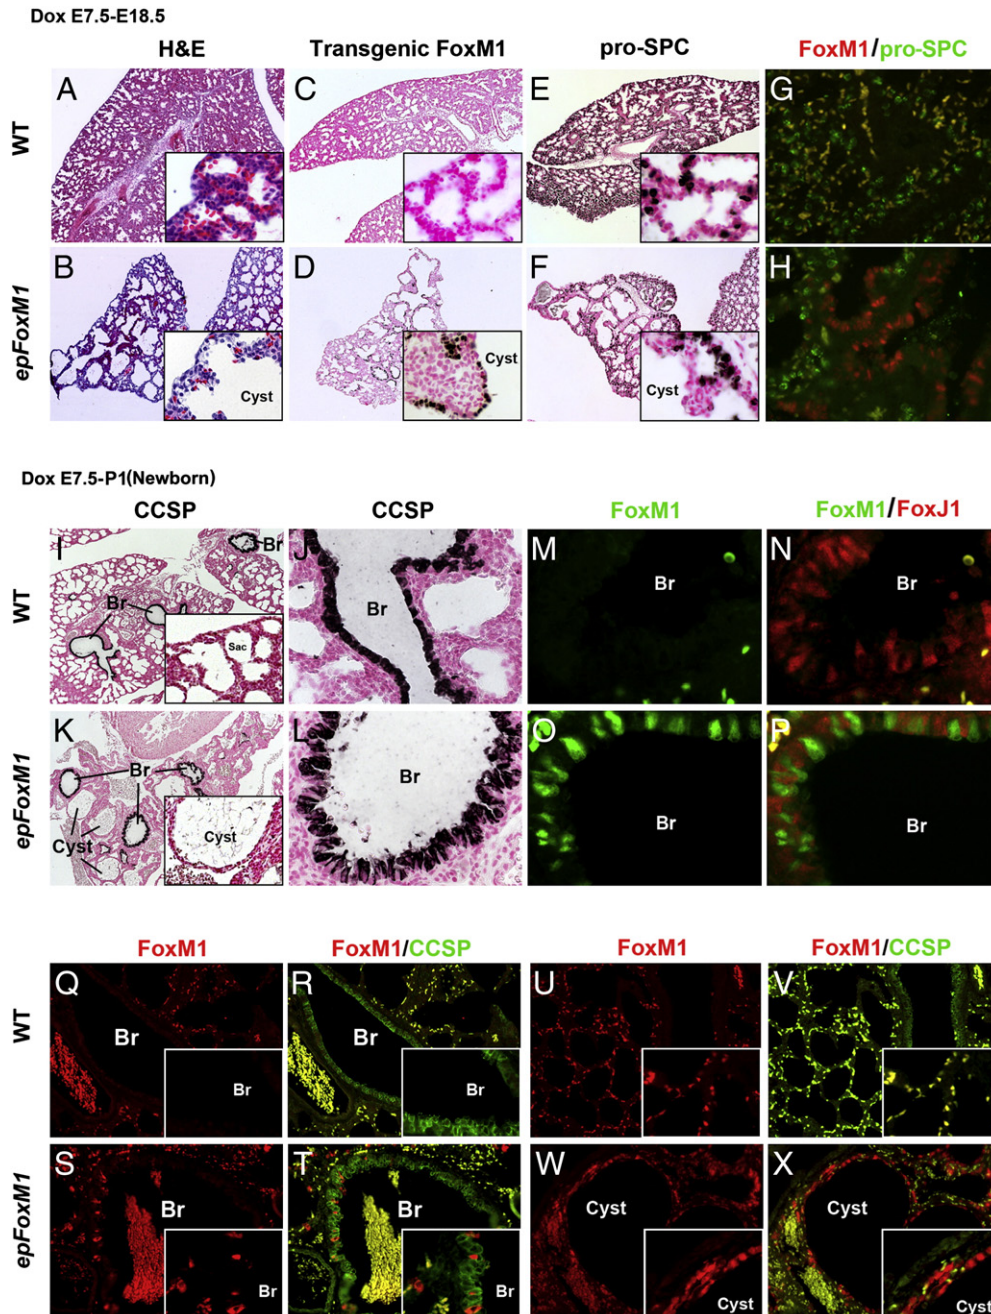 Dox E7.5-E18.5
H&E Transgenic FoxM1 pro-SPC FoxM1/pro-SPC
WT
A C E G
epFoxM1
B Cyst D Cyst F Cyst H
Dox E7.5-P1(Newborn)
CCSP CCSP FoxM1 FoxM1/FoxJ1
WT
I Br Br Sac J Br M Br N Br
epFoxM1
K Br Cyst Cyst L Br O Br P Br
FoxM1 FoxM1/CCSP FoxM1 FoxM1/CCSP
WT
Q Br Br R Br Br U V
epFoxM1
S Br Br T Br Br W Cyst Cyst X Cyst Cyst